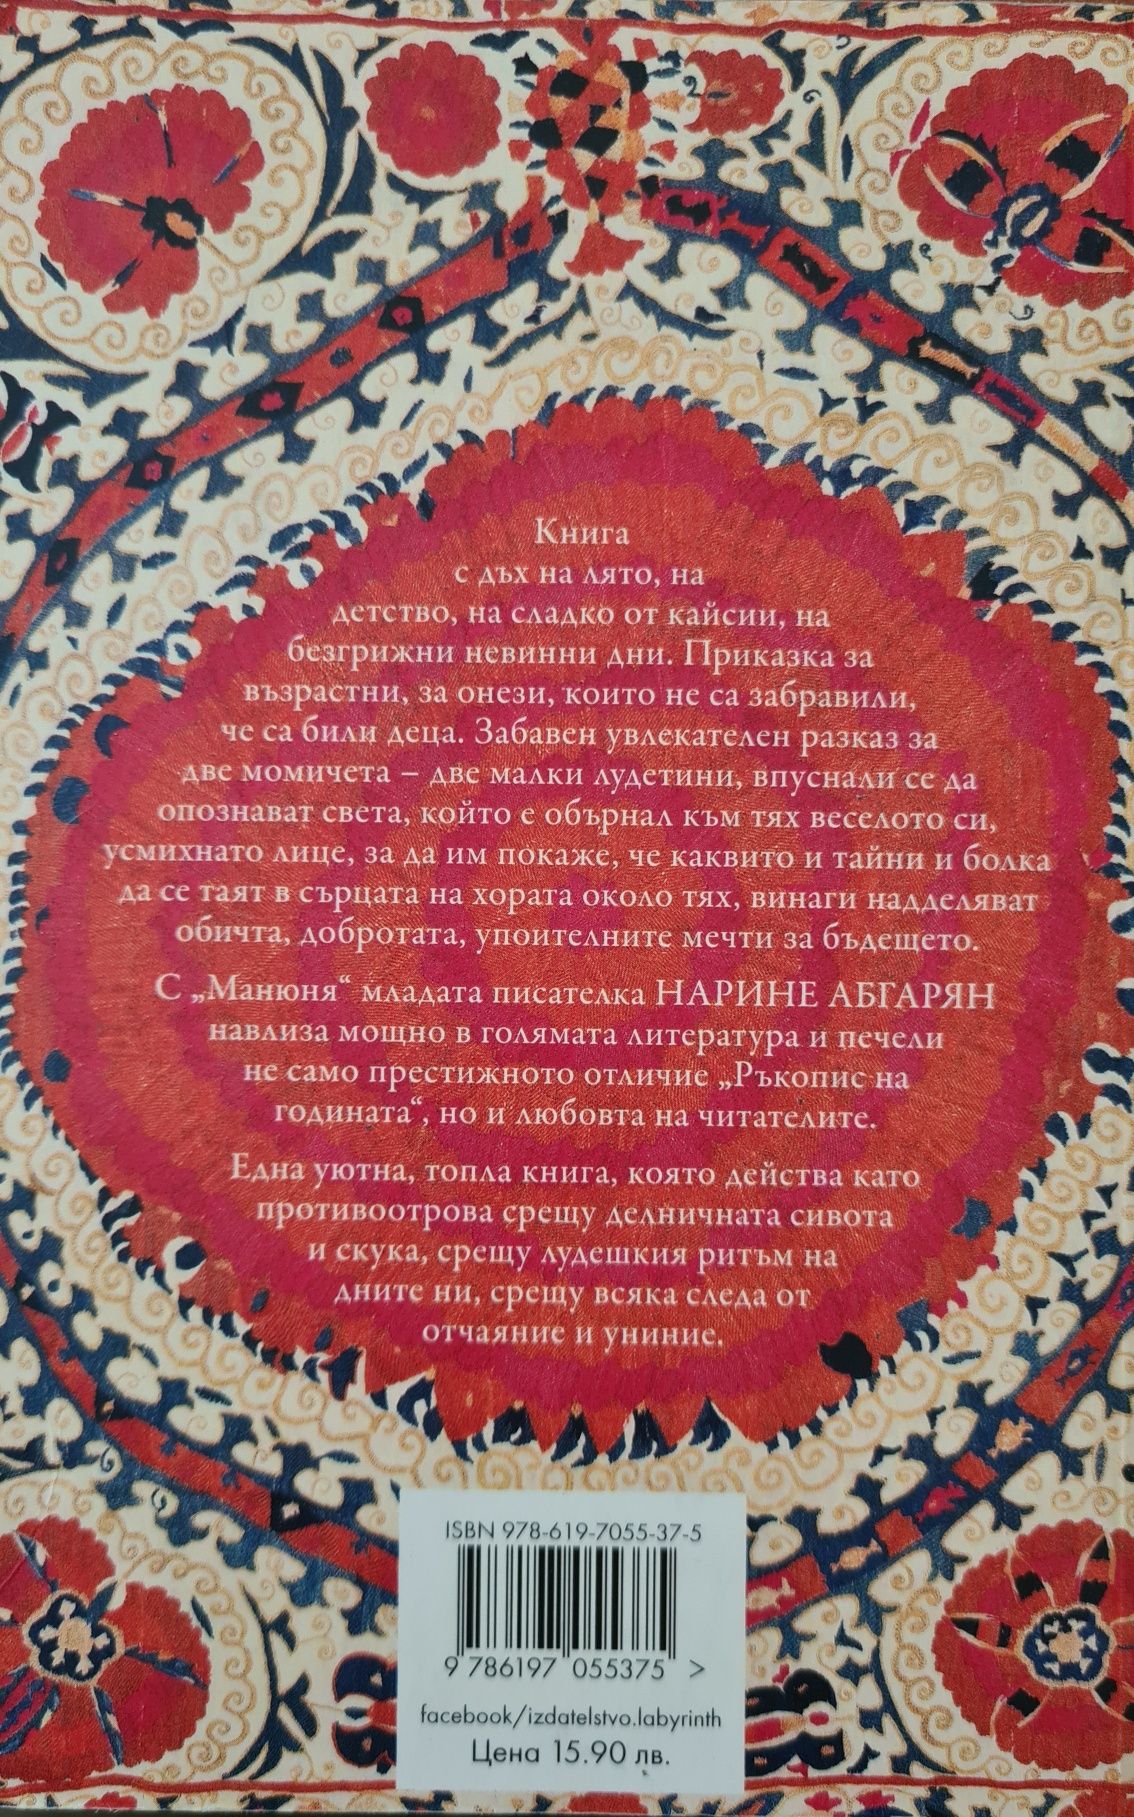 Книга
с дъх на лято, на
детство, на сладко от кайсии, на
безгрижни невинни дни. Приказка за
възрастни, за онези, които не са забравили,
че са били деца. Забавен увлекателен разказ за
две момичета – две малки лудетини, впуснали се да
опознават света, който е обърнал към тях веселото си,
усмихнато лице, за да им покаже, че каквито и тайни и болка
да се таят в сърцата на хората около тях, винаги надделяват
обичта, добротата, упоителните мечти за бъдещето.
С „Манюня“ младата писателка НАРИНЕ АБГАРЯН
навлиза мощно в голямата литература и печели
не само престижното отличие „Ръкопис на
годината“, но и любовта на читателите.
Една уютна, топла книга, която действа като
противоотрова срещу делничната сивота
и скука, срещу лудешкия ритъм на
дните ни, срещу всяка следа от
отчаяние и униние.
ISBN 978-619-7055-37-5
9 786197 055375 >
facebook/izdatelstvo.labyrinth
Цена 15.90 лв.